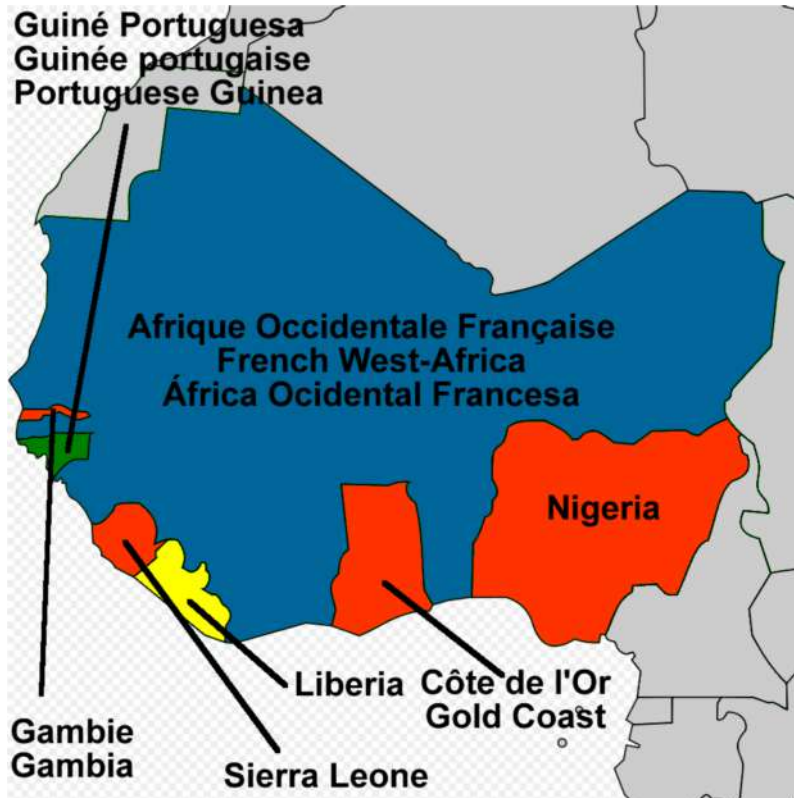 Guiné Portuguesa
Guinée portugaise
Portuguese Guinea
Afrique Occidentale Française
French West-Africa
África Ocidental Francesa
Nigeria
Liberia
Côte de l'Or
Gold Coast
Gambie
Gambia
Sierra Leone